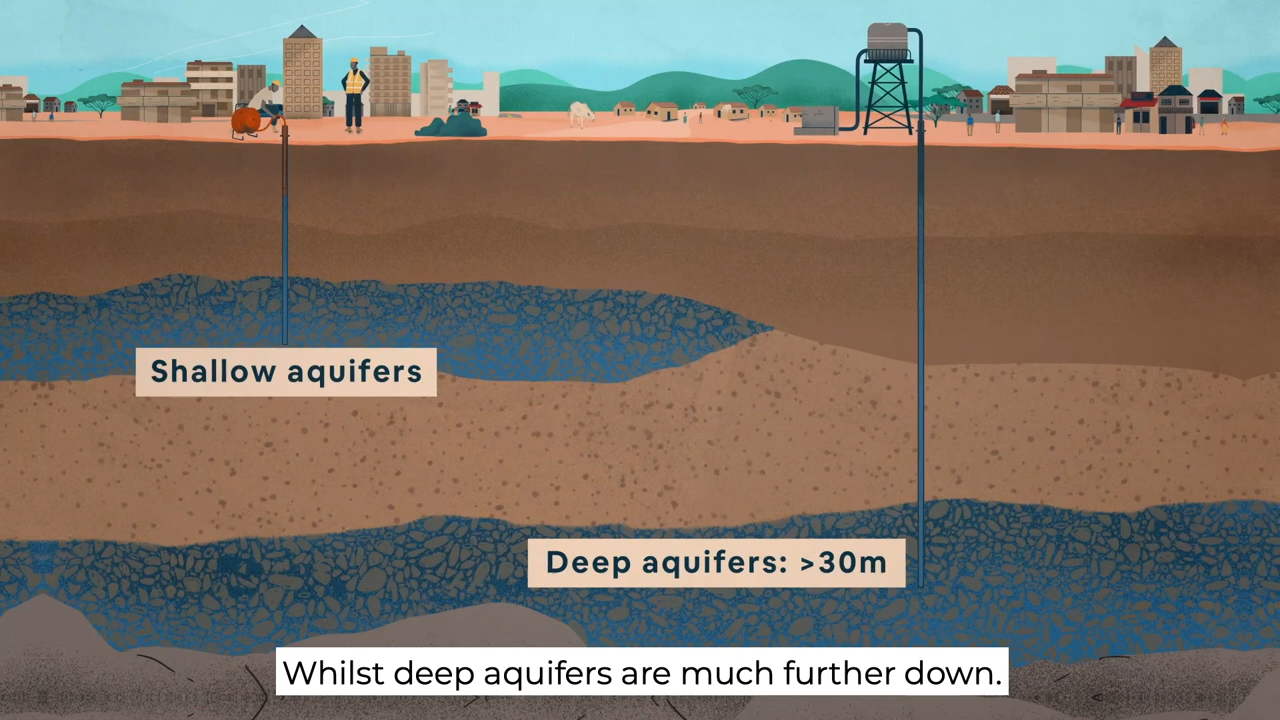 Shallow aquifers
Deep aquifers: >30m
Whilst deep aquifers are much further down.